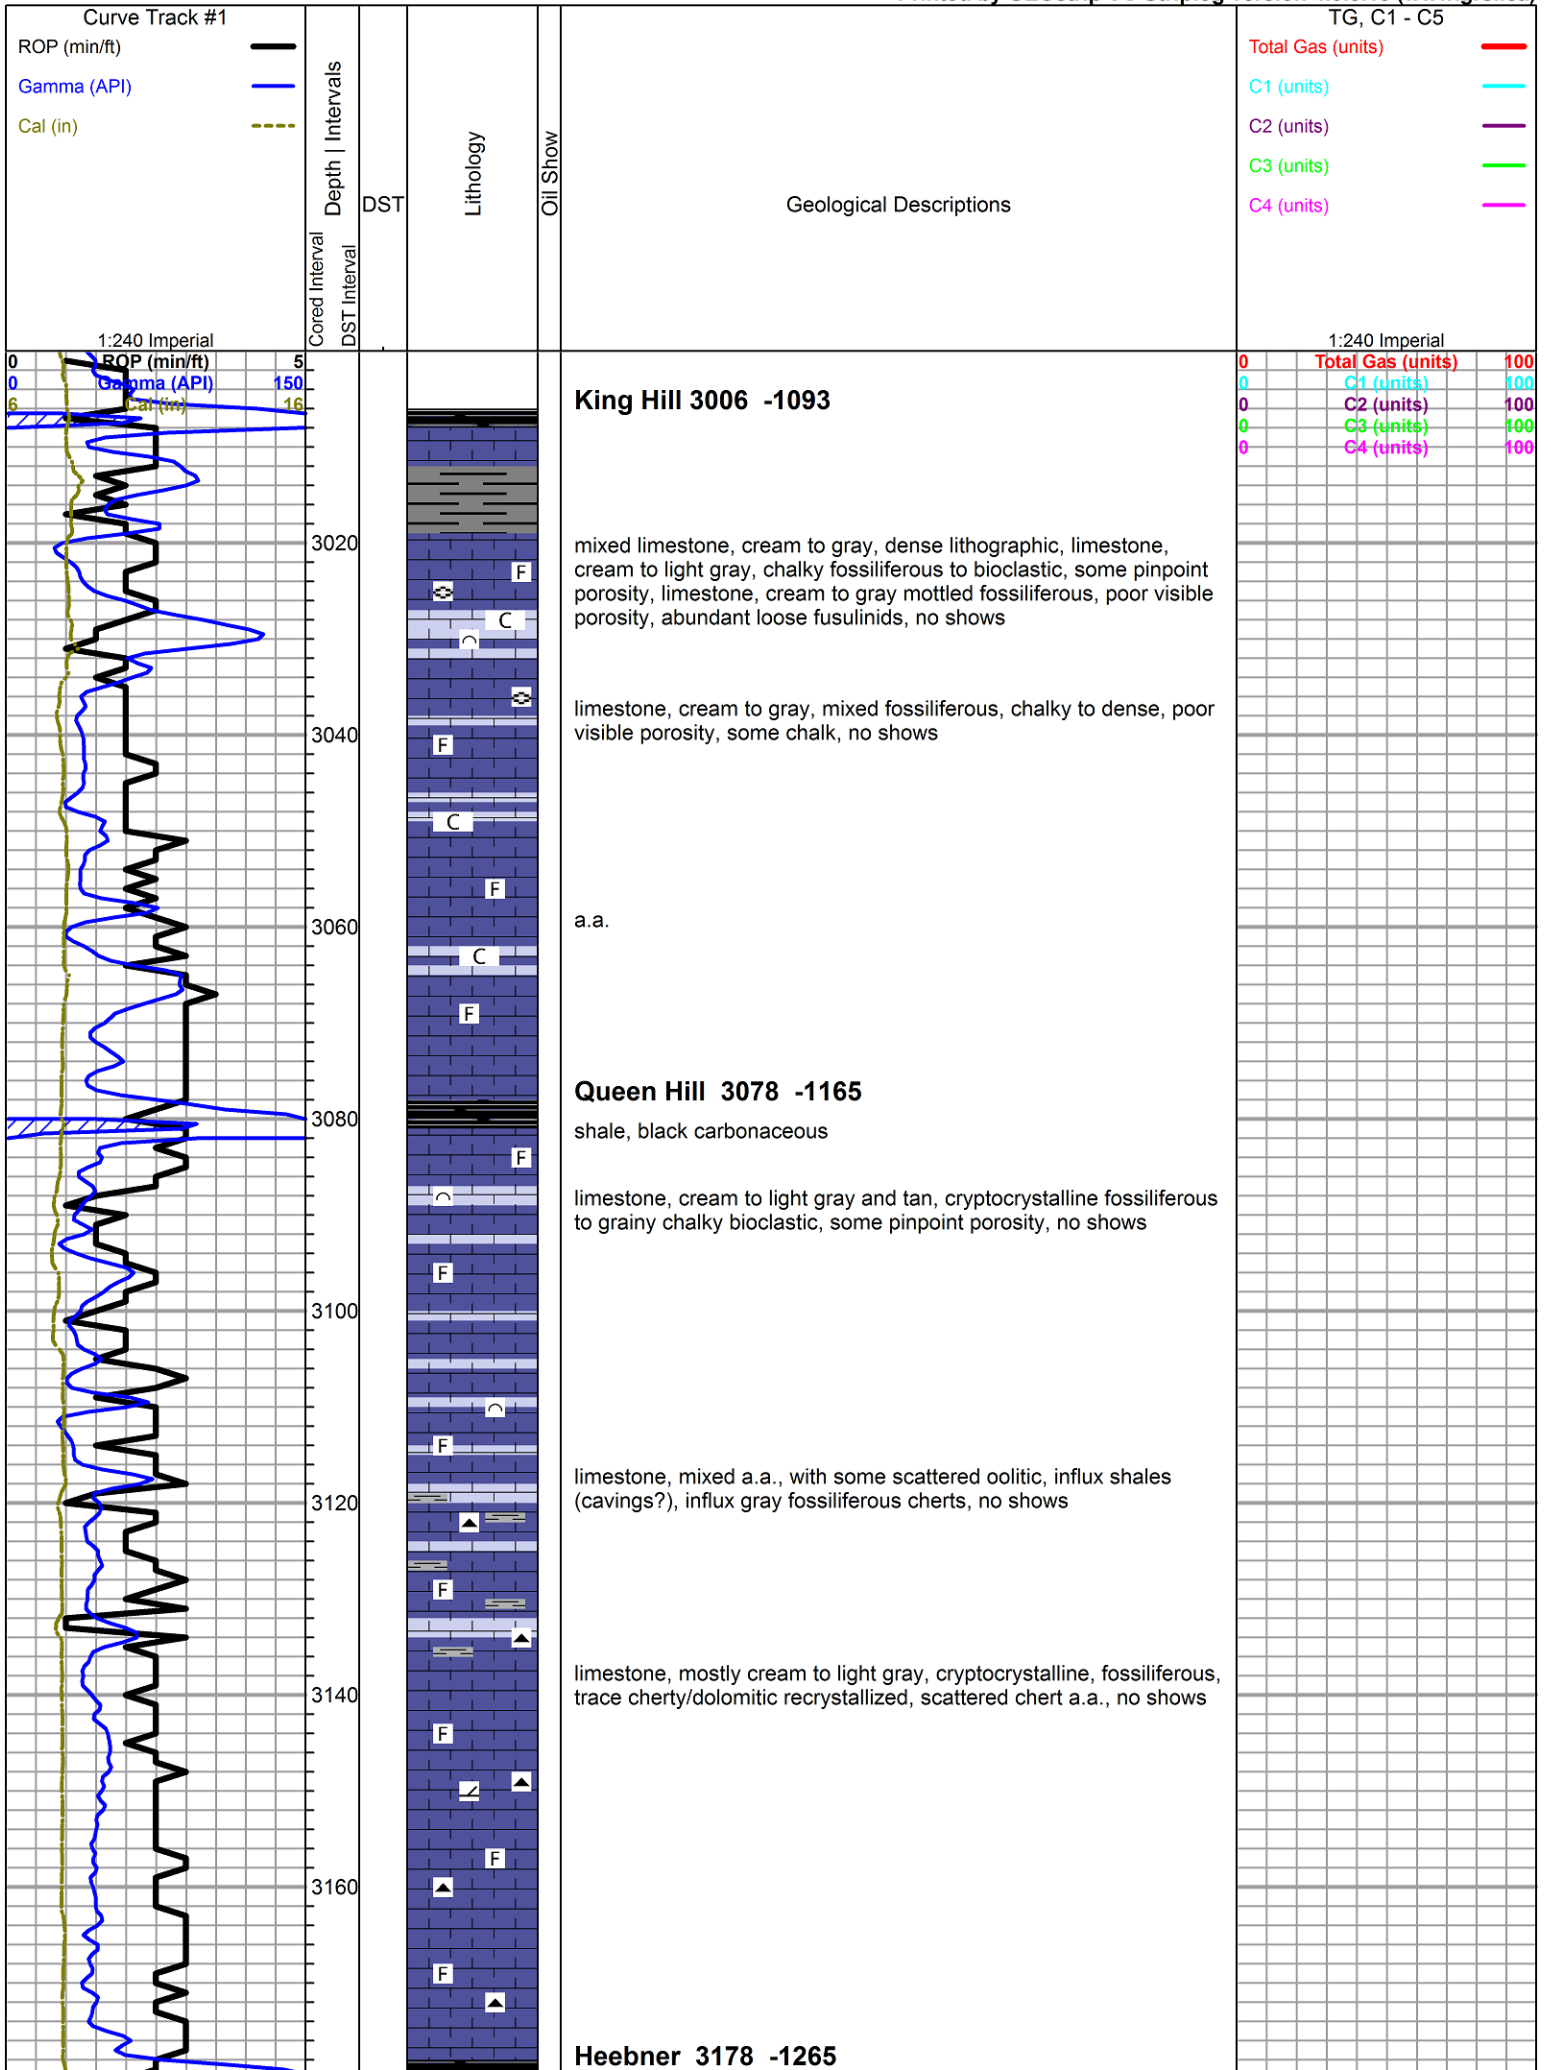 Curve Track #1
ROP (min/ft)
Gamma (API)
Cal (in)
1:240 Imperial
Depth | Intervals
Cored Interval
DST Interval
DST
Lithology
Oil Show
Geological Descriptions
TG, C1 - C5
Total Gas (units)
C1 (units)
C2 (units)
C3 (units)
C4 (units)
1:240 Imperial
0 ROP (min/ft) 5
0 Gamma (API) 150
6 Cal (in) 16
0 Total Gas (units) 100
0 C1 (units) 100
0 C2 (units) 100
0 C3 (units) 100
0 C4 (units) 100
King Hill 3006 -1093
3020
mixed limestone, cream to gray, dense lithographic, limestone,
cream to light gray, chalky fossiliferous to bioclastic, some pinpoint
porosity, limestone, cream to gray mottled fossiliferous, poor visible
porosity, abundant loose fusulinids, no shows
F
C
limestone, cream to gray, mixed fossiliferous, chalky to dense, poor
visible porosity, some chalk, no shows
3040
F
C
F
3060
a.a.
C
F
Queen Hill 3078 -1165
3080
shale, black carbonaceous
F
limestone, cream to light gray and tan, cryptocrystalline fossiliferous
to grainy chalky bioclastic, some pinpoint porosity, no shows
F
3100
F
limestone, mixed a.a., with some scattered oolitic, influx shales
(cavings?), influx gray fossiliferous cherts, no shows
3120
F
limestone, mostly cream to light gray, cryptocrystalline, fossiliferous,
trace cherty/dolomitic recrystallized, scattered chert a.a., no shows
3140
F
F
3160
F
Heebner 3178 -1265